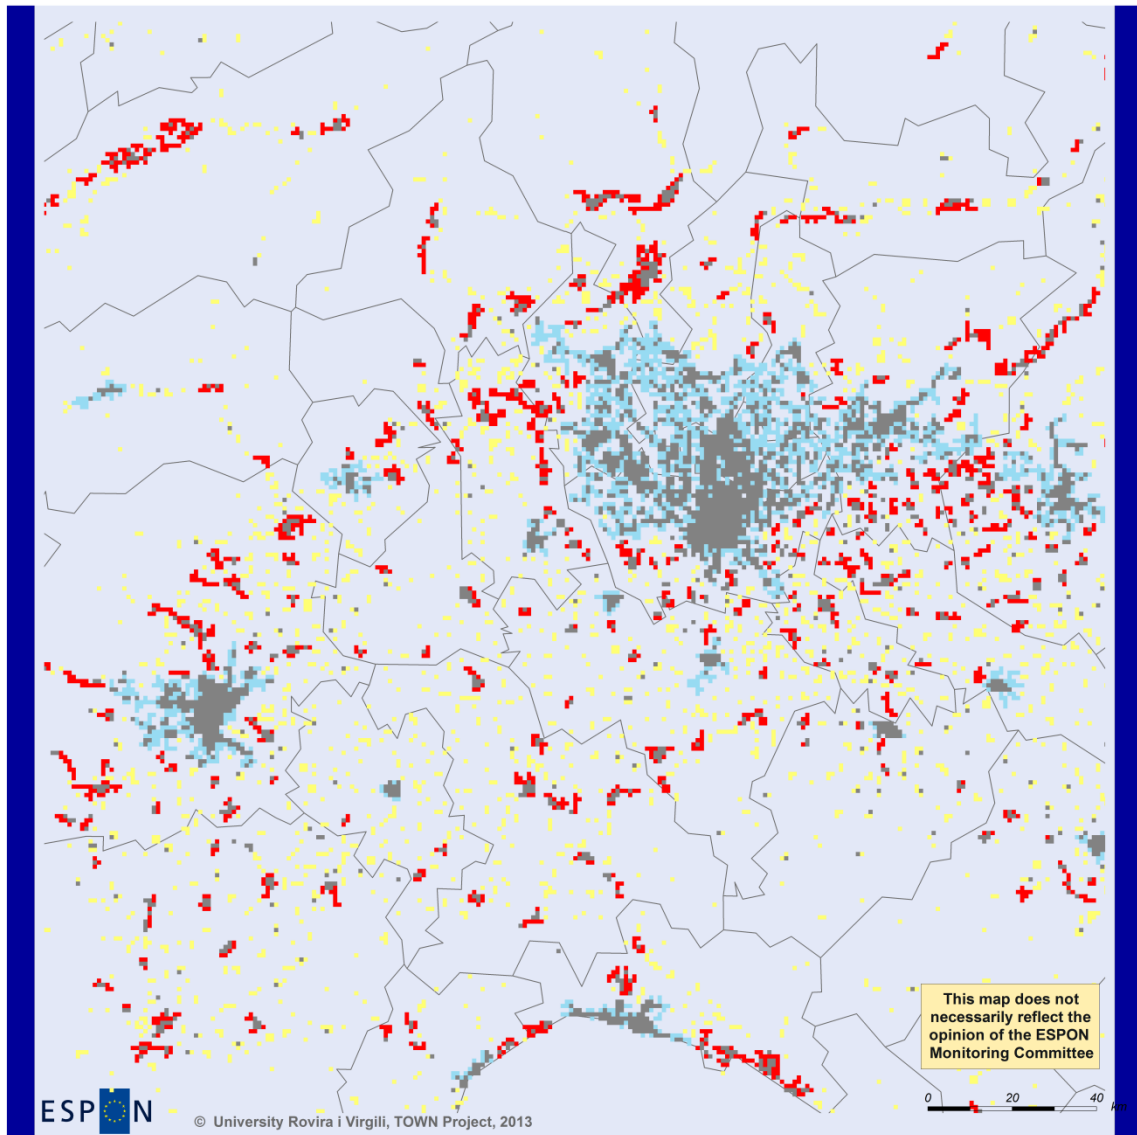 This map does not
necessarily reflect the
opinion of the ESPON
Monitoring Committee
0 20 40
km
ESPON
© University Rovira i Virgili, TOWN Project, 2013